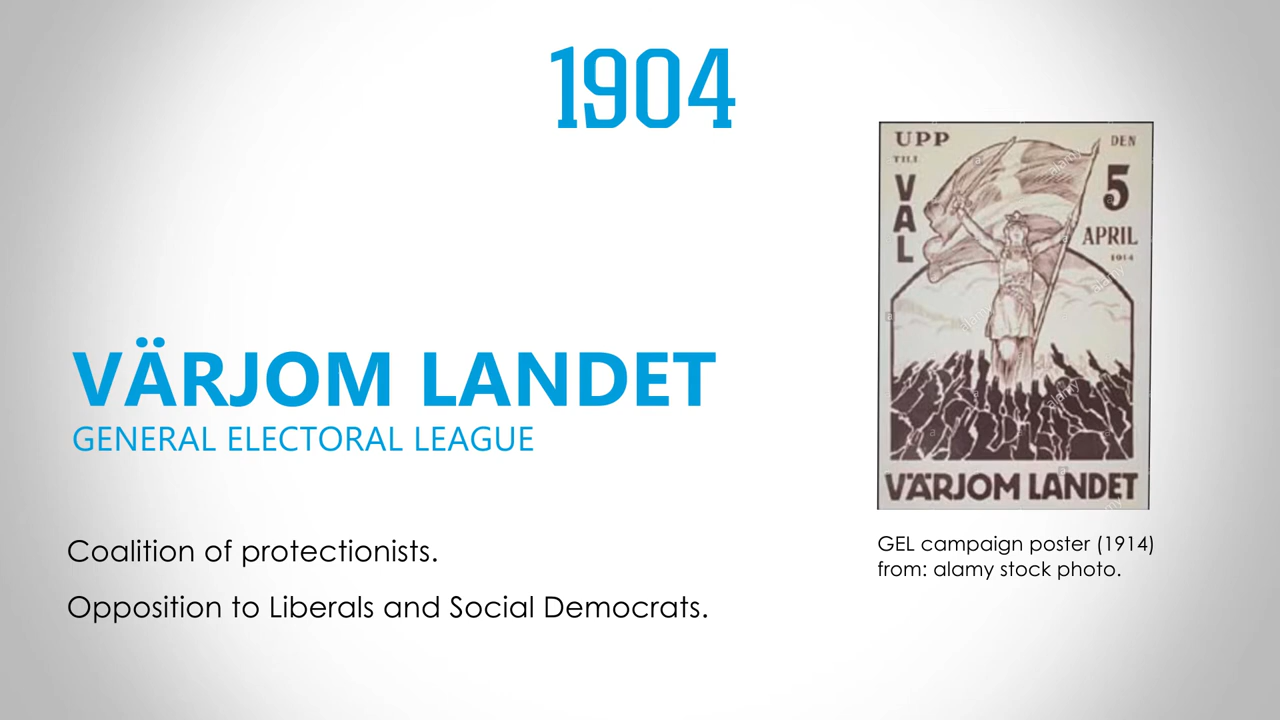 1904
UPP
TILL
VAL
DEN
5
APRIL
1914
VÄRJOM LANDET
VÄRJOM LANDET
GENERAL ELECTORAL LEAGUE
Coalition of protectionists.
Opposition to Liberals and Social Democrats.
GEL campaign poster (1914)
from: alamy stock photo.